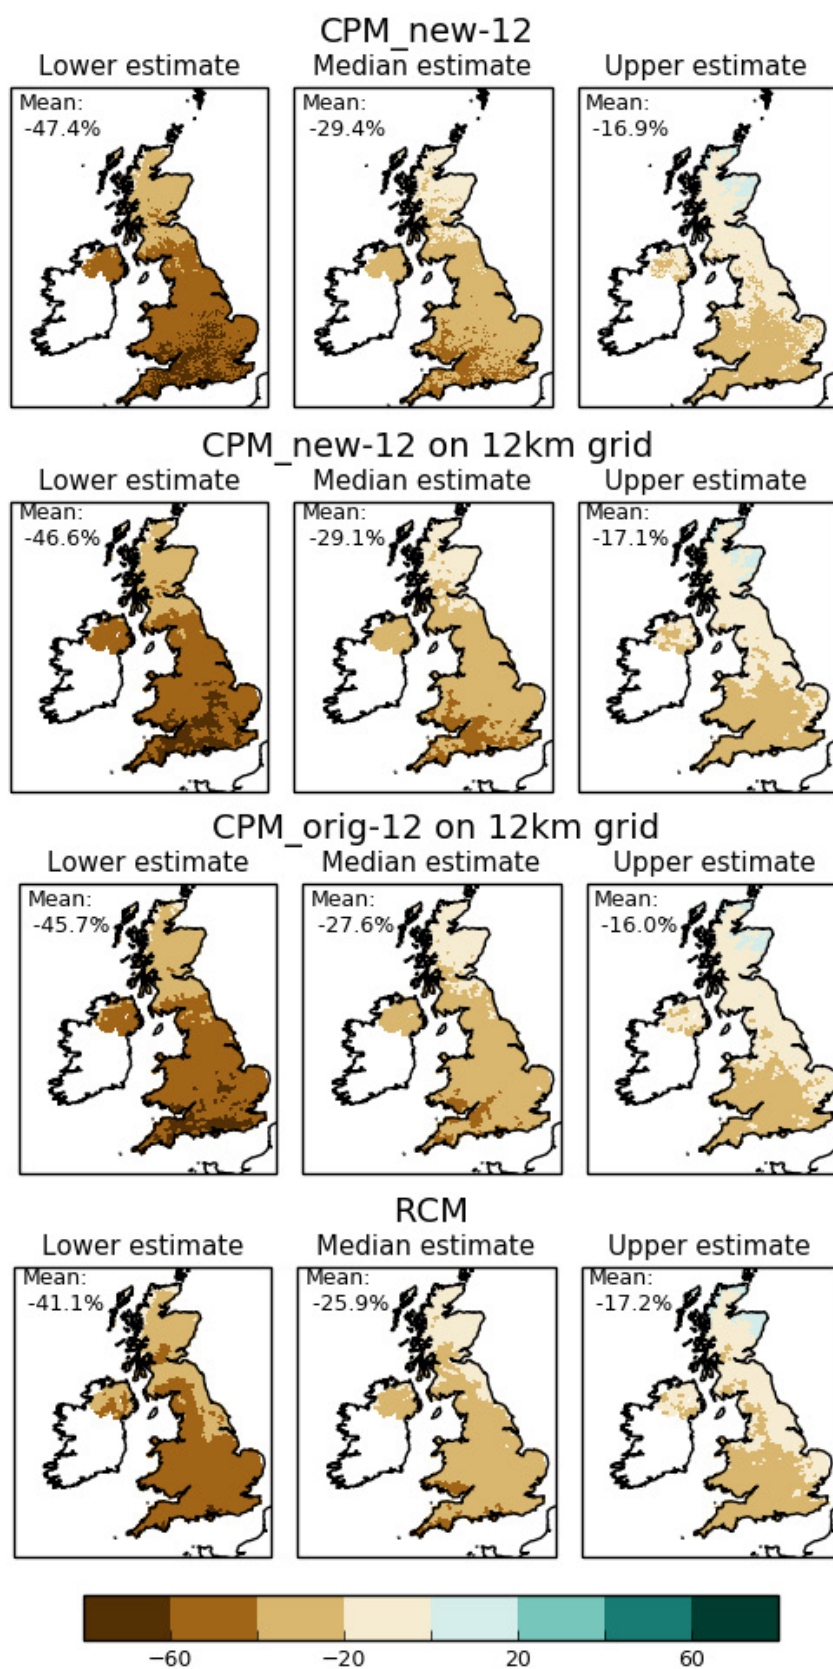 CPM_new-12
Lower estimate Median estimate Upper estimate
Mean: Mean: Mean:
-47.4% -29.4% -16.9%
CPM_new-12 on 12km grid
Lower estimate Median estimate Upper estimate
Mean: Mean: Mean:
-46.6% -29.1% -17.1%
CPM_orig-12 on 12km grid
Lower estimate Median estimate Upper estimate
Mean: Mean: Mean:
-45.7% -27.6% -16.0%
RCM
Lower estimate Median estimate Upper estimate
Mean: Mean: Mean:
-41.1% -25.9% -17.2%
−60 −20 20 60